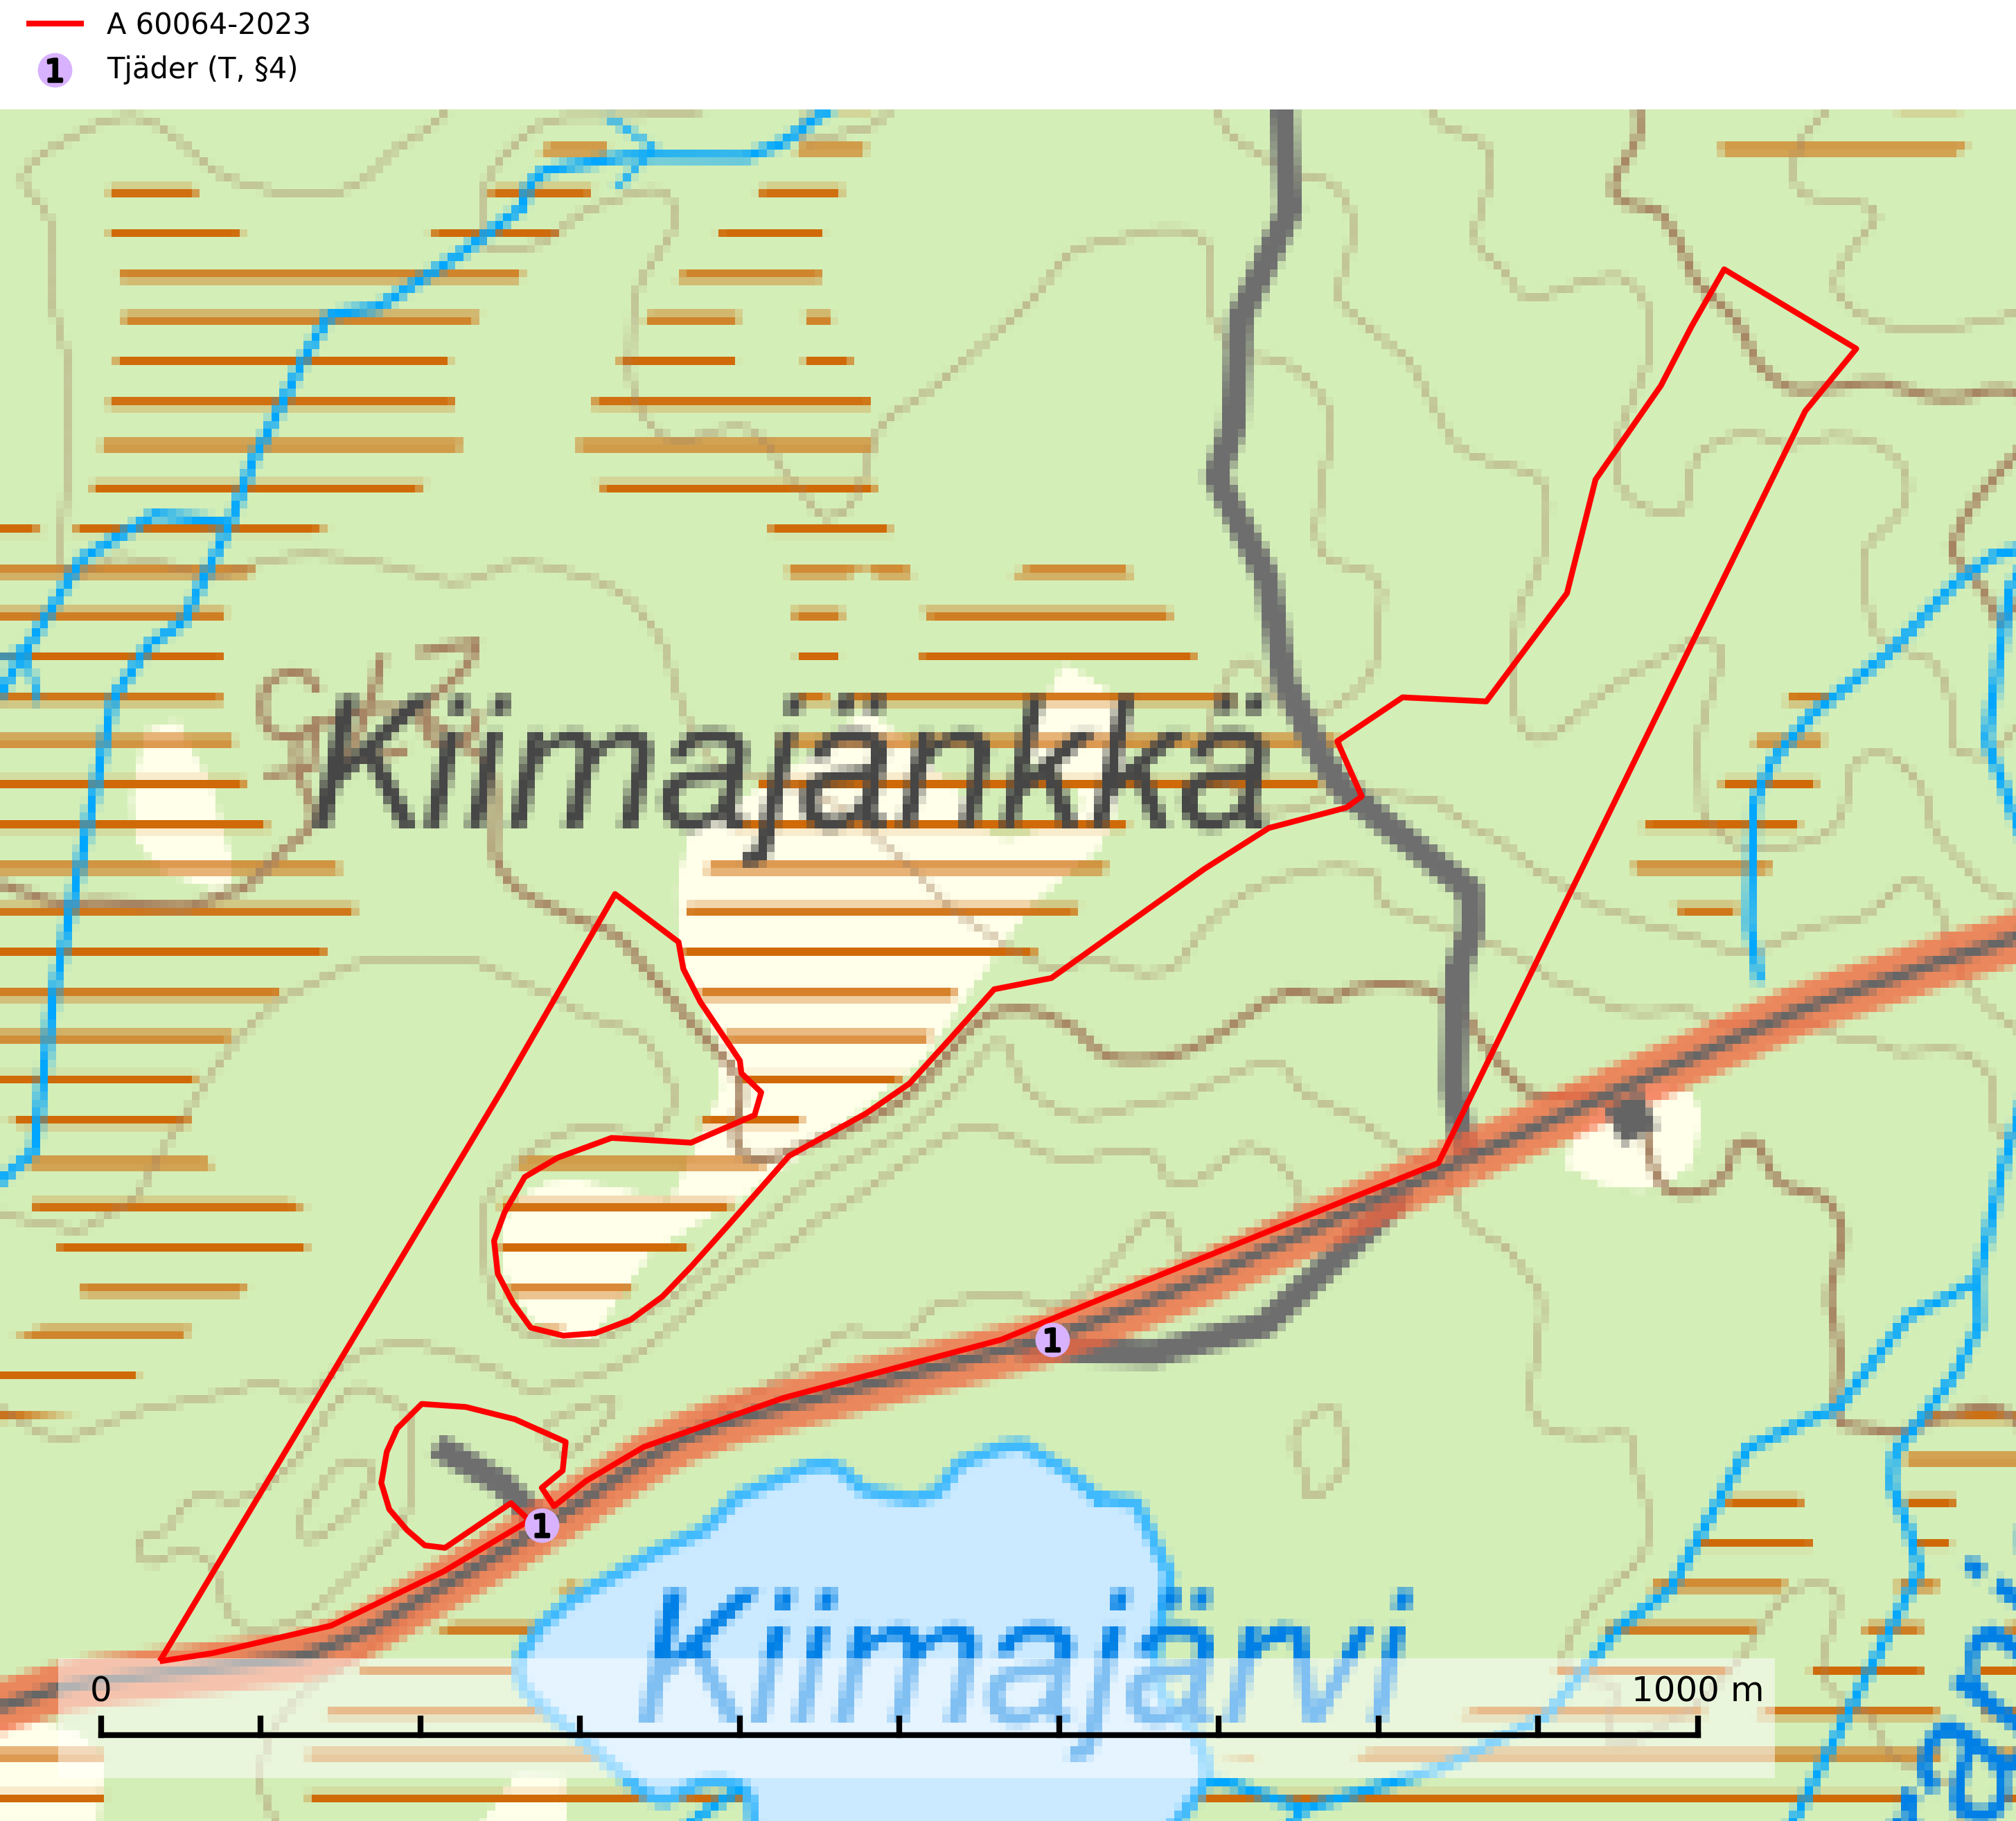 A 60064-2023
1 Tjäder (T, §4)
Kiimajänkkä
1
1
Kiimajärvi
0 1000 m